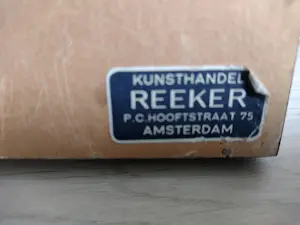 KUNSTHANDEL
REEKER
P.C.HOOFTSTRAAT 75
AMSTERDAM